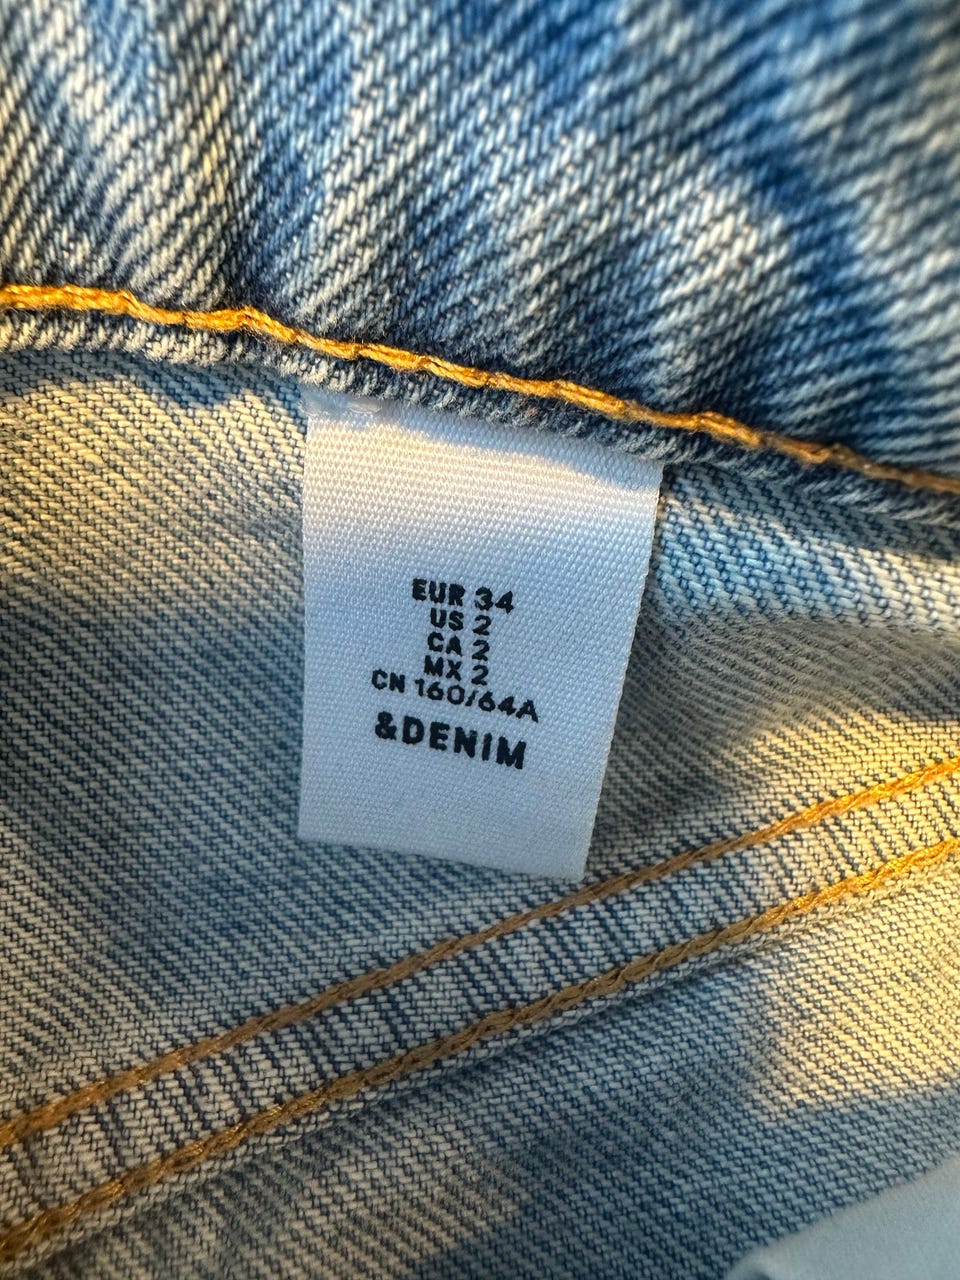 EUR 34
US 2
CA 2
MX 2
CN 160/64A
&DENIM